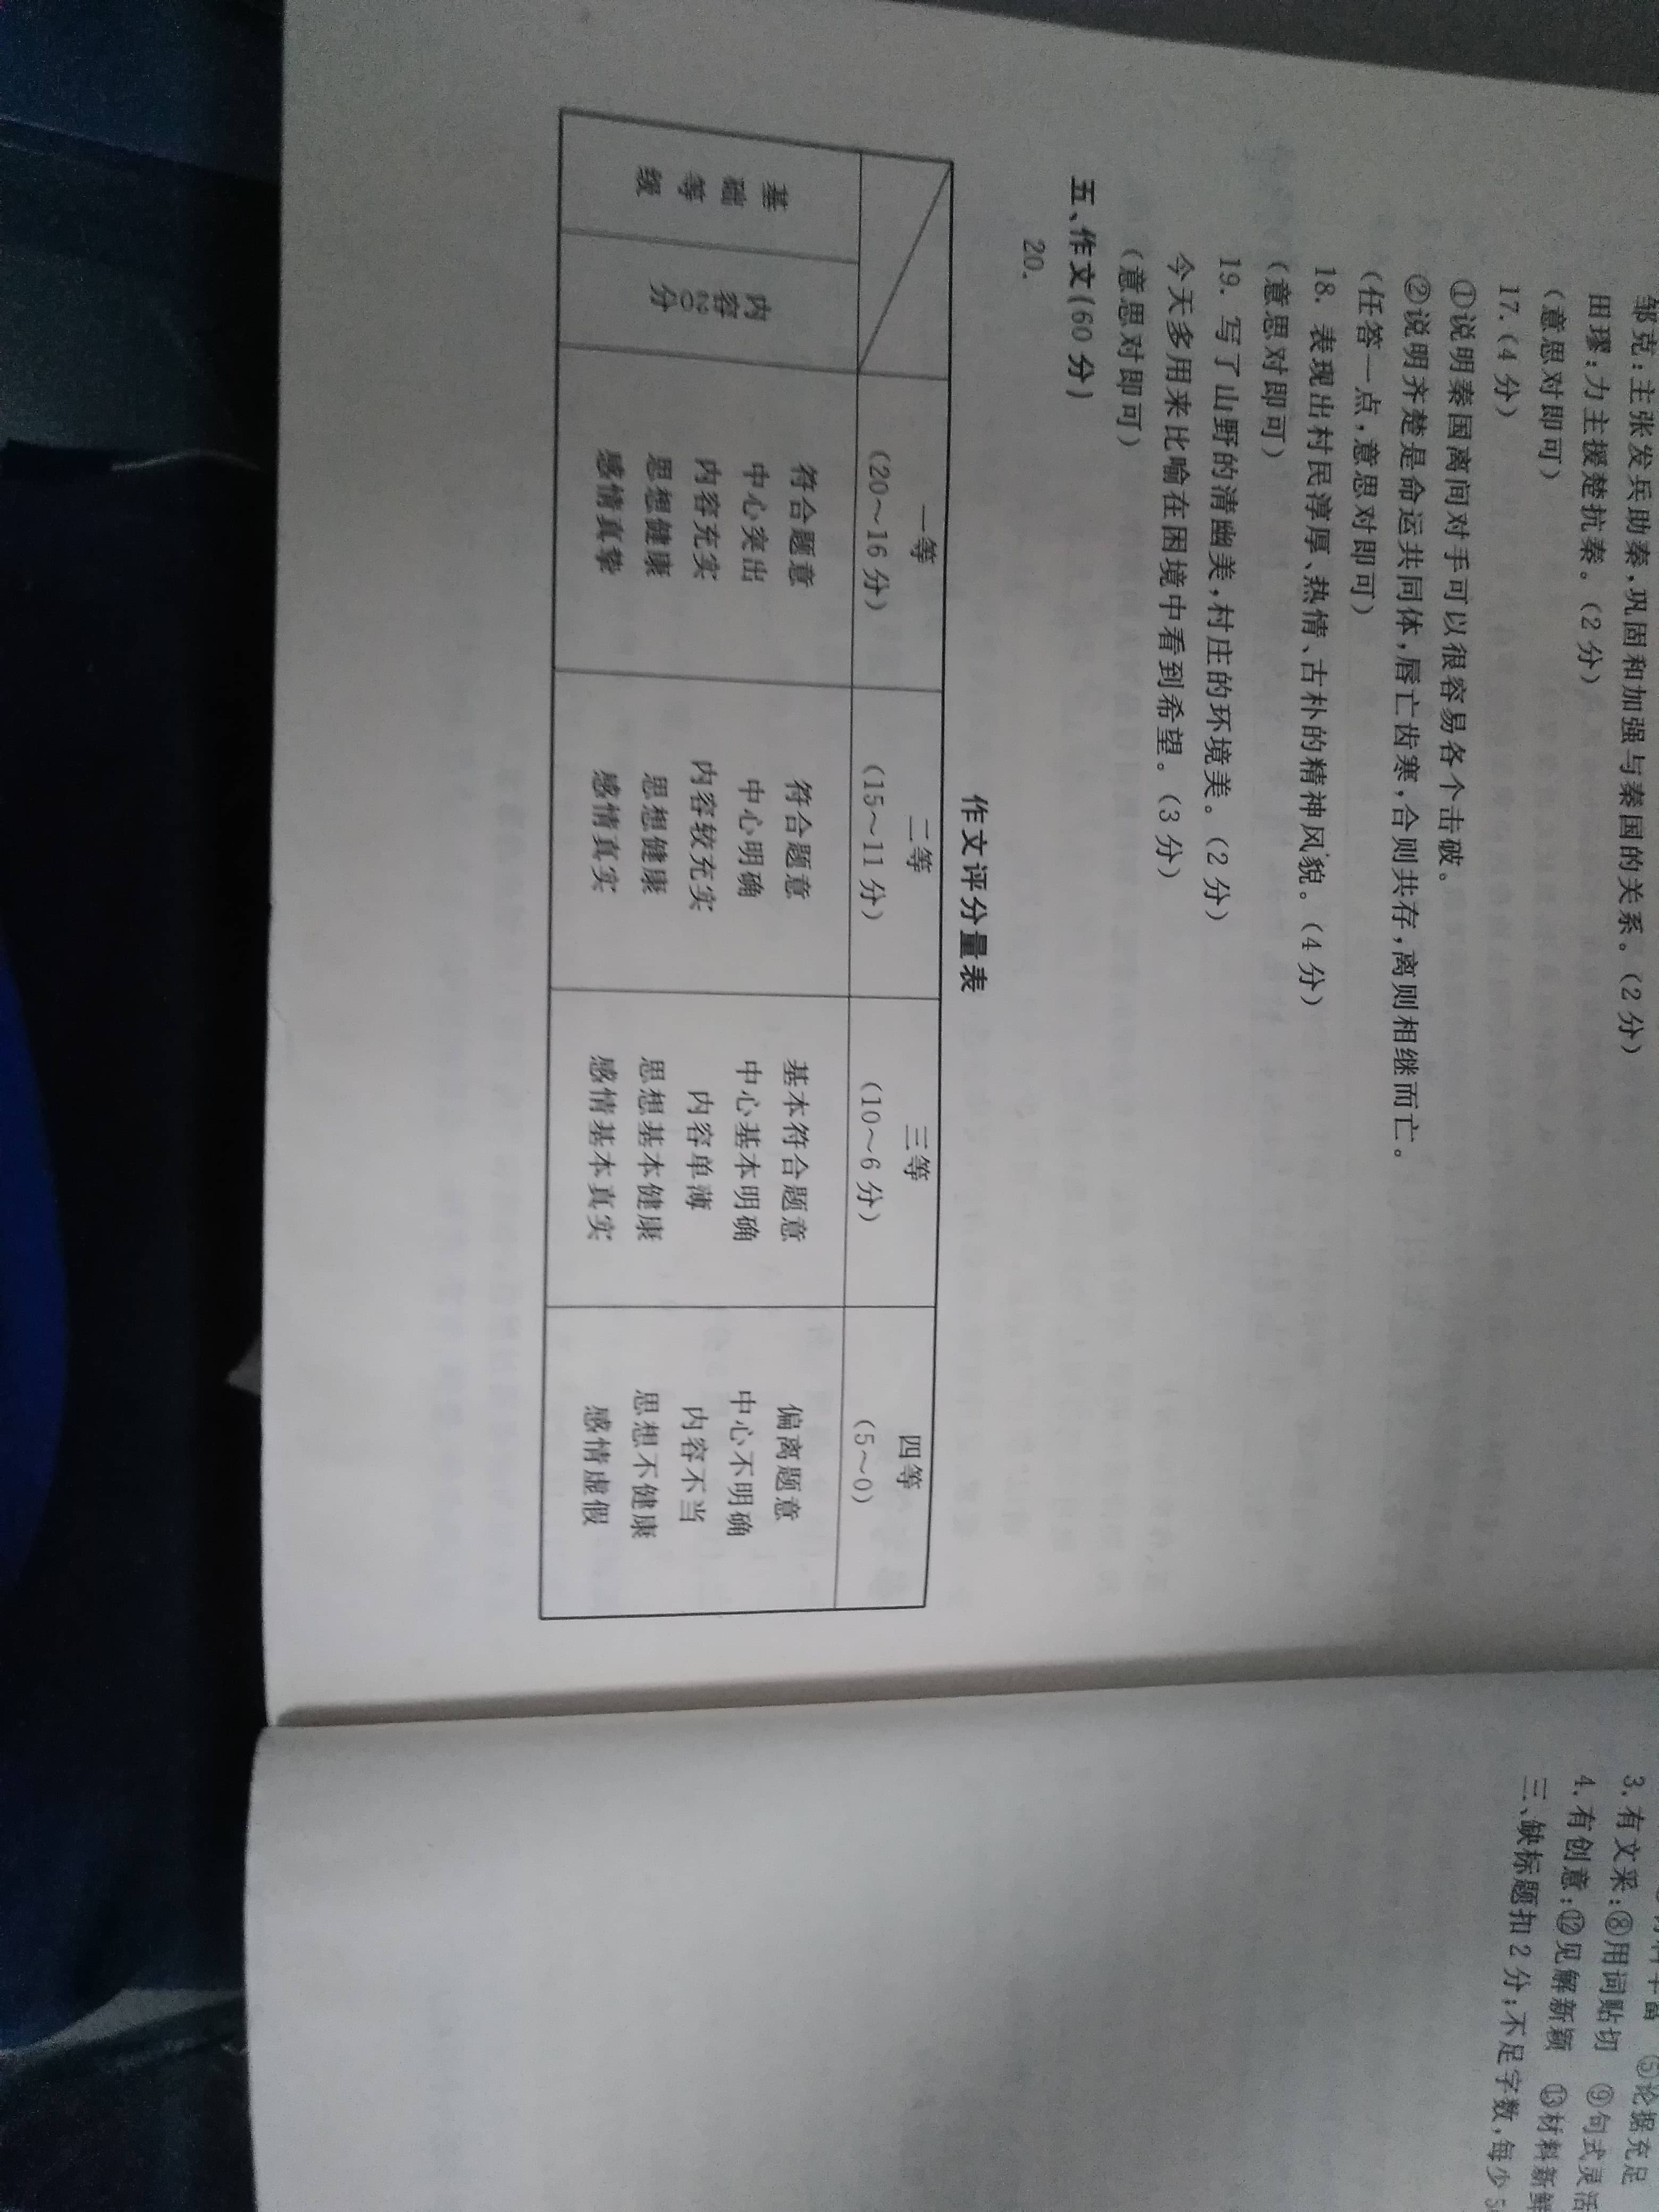 邹克:主张发兵助秦,巩固和加强与秦国的关系。(2分)
田璆:力主援楚抗秦。(2分)
(意思对即可)
17.(4分)
①说明秦国离间对手可以很容易各个击破。
②说明齐楚是命运共同体,唇亡齿寒,合则共存,离则相继而亡。
(任答一点,意思对即可)
18. 表现出村民淳厚、热情、古朴的精神风貌。(4分)
(意思对即可)
19. 写了山野的清幽美,村庄的环境美。(2分)
今天多用来比喻在困境中看到希望。(3分)
(意思对即可)
五、作文(60分)
20.
作文评分量表
一等 二等 三等 四等
(20～16分) (15～11分) (10～6分) (5～0)
基础等级
内容20分
符合题意 符合题意 基本符合题意 偏离题意
中心突出 中心明确 中心基本明确 中心不明确
内容充实 内容较充实 内容单薄 内容不当
思想健康 思想健康 思想基本健康 思想不健康
感情真挚 感情真实 感情基本真实 感情虚假
⑤论据充足
3.有文采:⑧用词贴切 ⑨句式灵活
4.有创意:⑫见解新颖 ⑬材料新鲜
三、缺标题扣2分;不足字数,每少